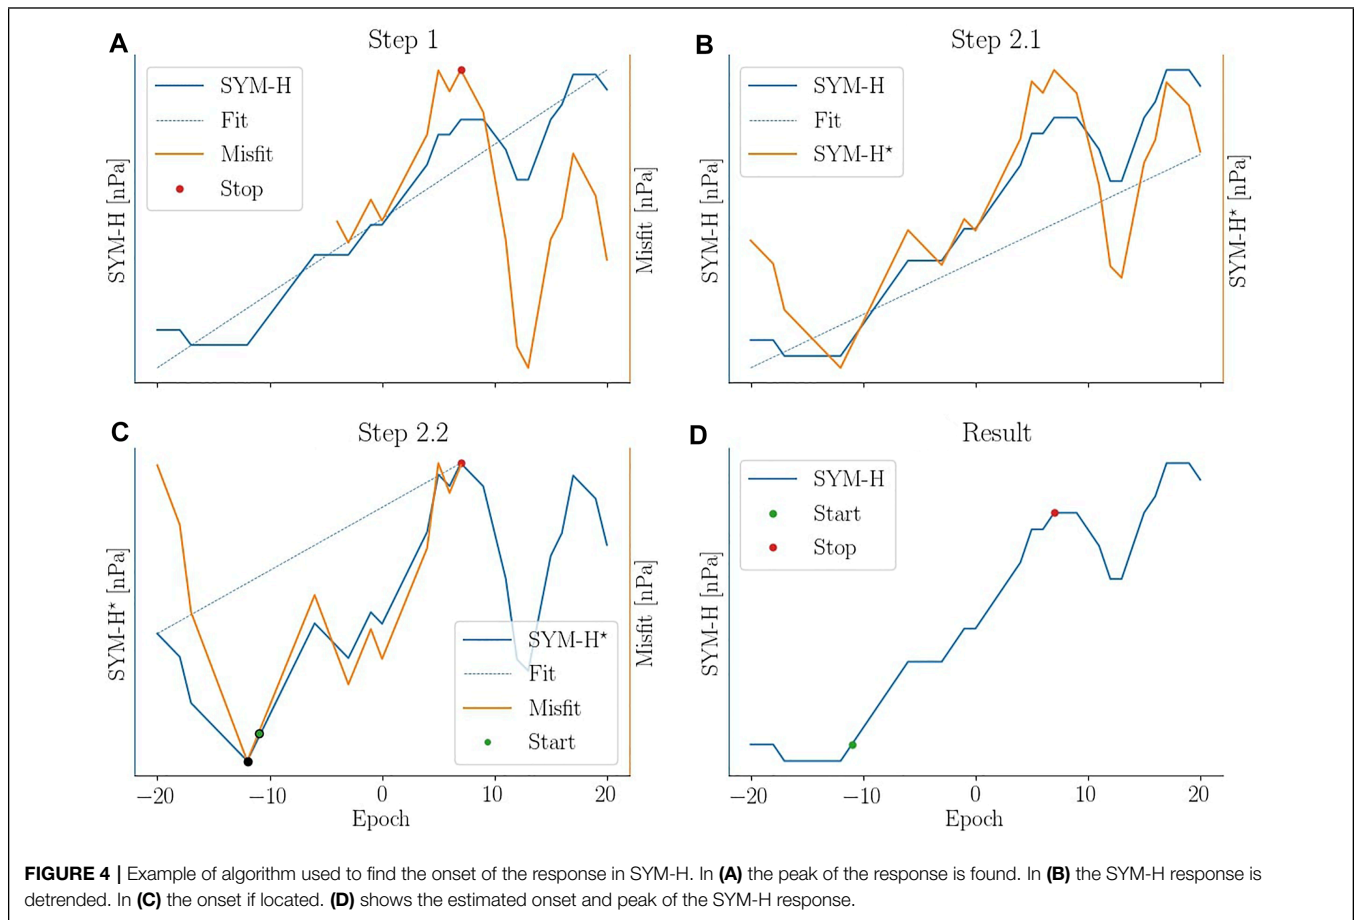 A
Step 1
SYM-H
Fit
Misfit
Stop
SYM-H [nPa]
Misfit [nPa]
B
Step 2.1
SYM-H
Fit
SYM-H★
SYM-H [nPa]
SYM-H★ [nPa]
C
Step 2.2
SYM-H★
Fit
Misfit
Start
SYM-H★ [nPa]
Misfit [nPa]
−20 −10 0 10 20
Epoch
D
Result
SYM-H
Start
Stop
SYM-H [nPa]
−20 −10 0 10 20
Epoch
FIGURE 4 | Example of algorithm used to find the onset of the response in SYM-H. In (A) the peak of the response is found. In (B) the SYM-H response is
detrended. In (C) the onset if located. (D) shows the estimated onset and peak of the SYM-H response.